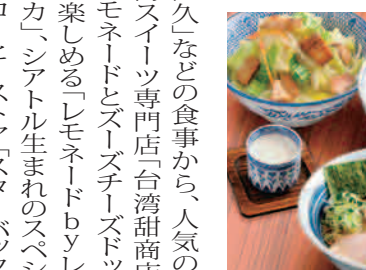 久」などの食事から、人気の
スイーツ専門店「台湾甜商店
モネードとズーズチーズドッ
楽しめる「レモネードbyレ
カ」、シアトル生まれのスペシ